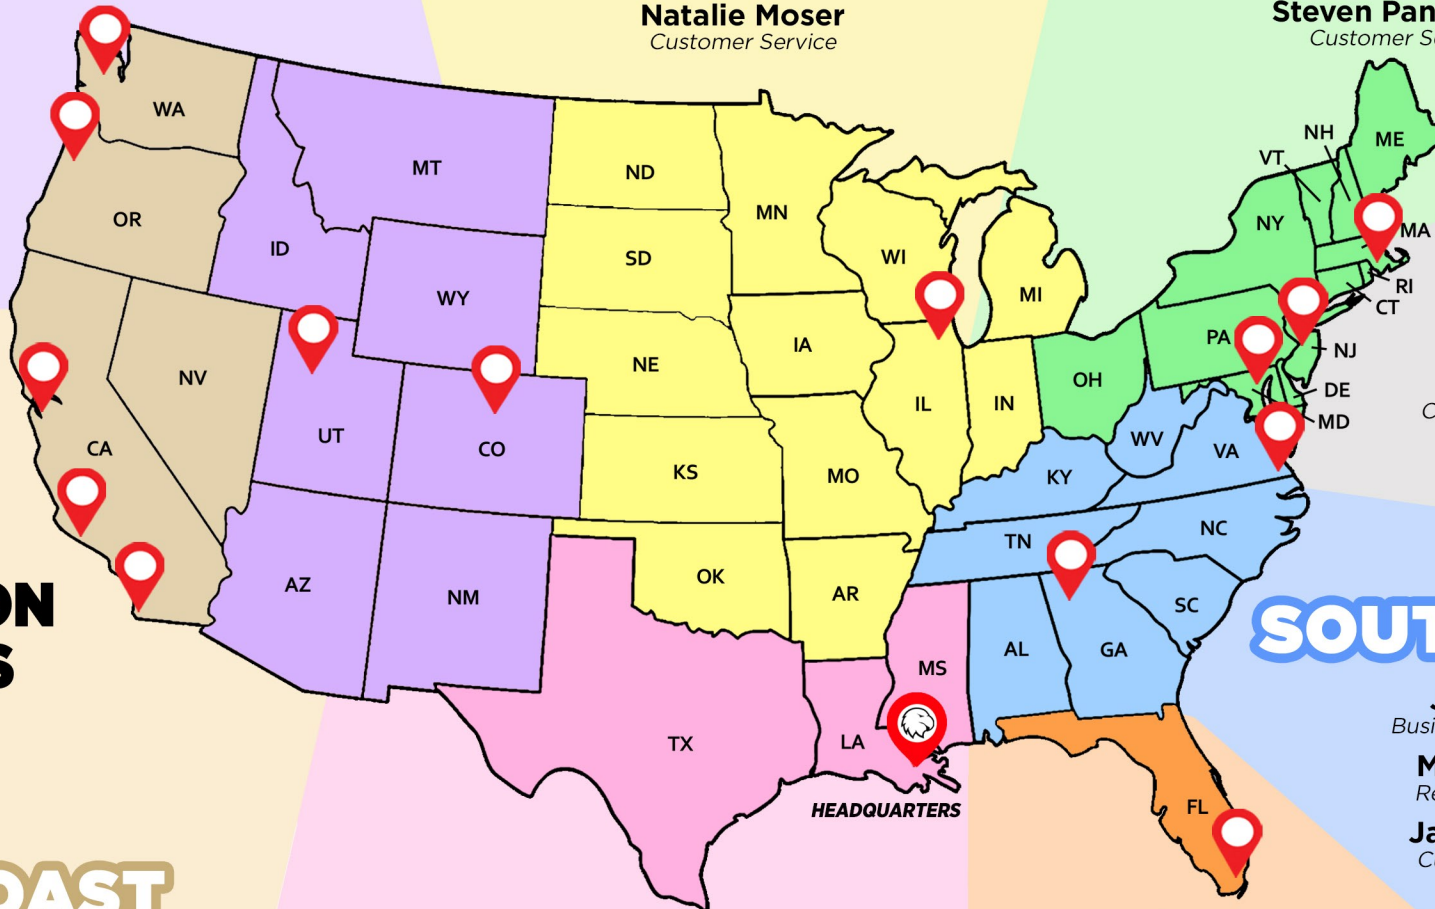 Natalie Moser
Customer Service
Steven Pan
Customer S
NH
ME
WA
VT
MT
ND
MN
OR
NY
MA
ID
SD
WI
RI
WY
MI
CT
IA
PA
NJ
NE
NV
OH
DE
IL
IN
MD
UT
CO
CA
WV
VA
KS
MO
KY
NC
TN
OK
AZ
NM
AR
ON
SC
SOUT
AL
GA
S
MS
TX
LA
Busi
M
R
FL
HEADQUARTERS
Ja
C
OAST